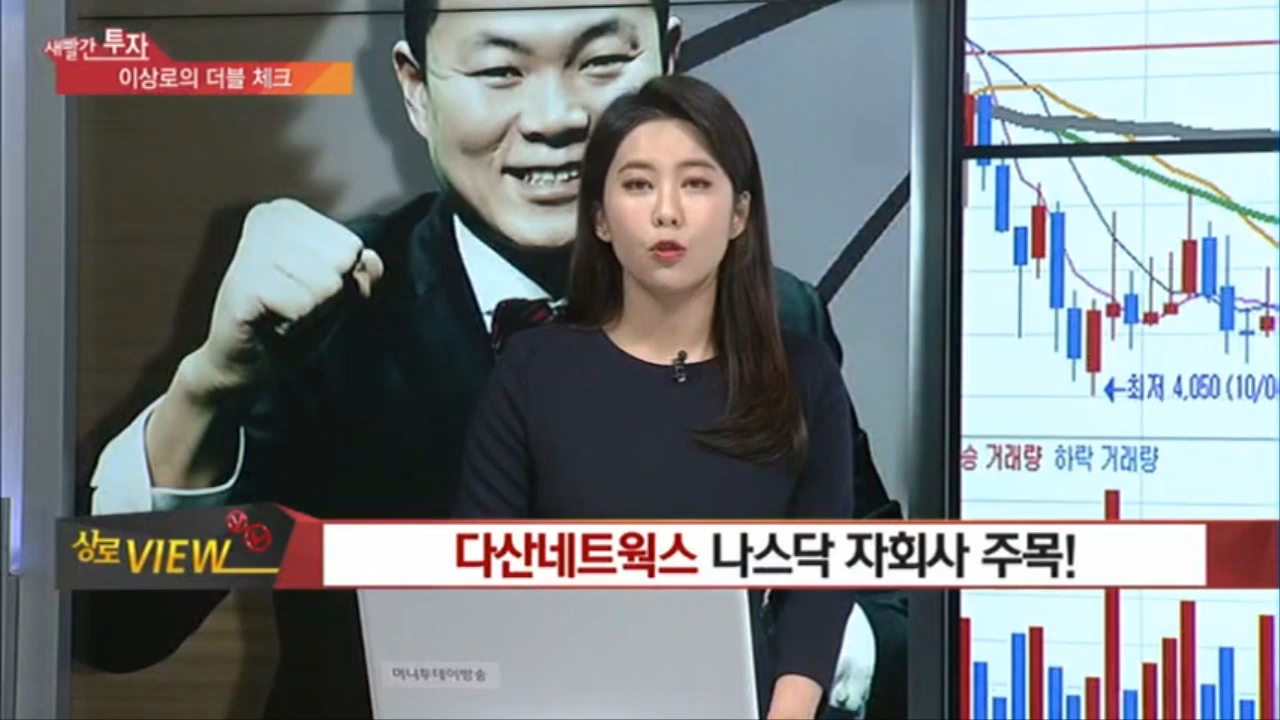 새빨간 투자
이상로의 더블 체크
←최저 4,050 (10/0
승 거래량 하락 거래량
상로 VIEW
다산네트웍스 나스닥 자회사 주목!
머니투데이방송